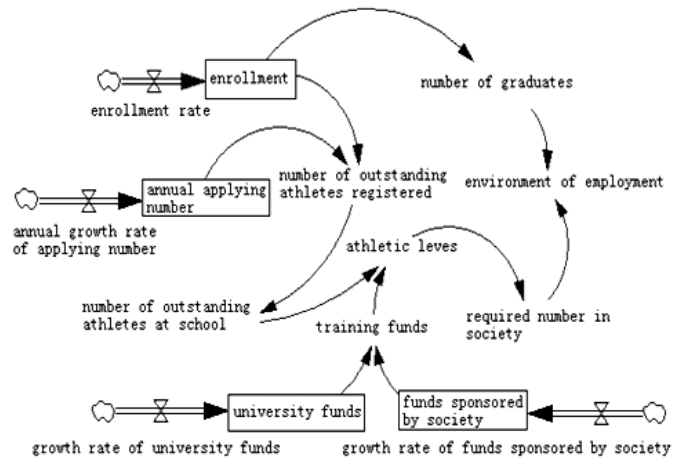 enrollment
enrollment rate
number of graduates
number of outstanding
athletes registered
environment of employment
annual applying
number
annual growth rate
of applying number
athletic leves
number of outstanding
athletes at school
training funds
required number in
society
university funds
funds sponsored
by society
growth rate of university funds
growth rate of funds sponsored by society